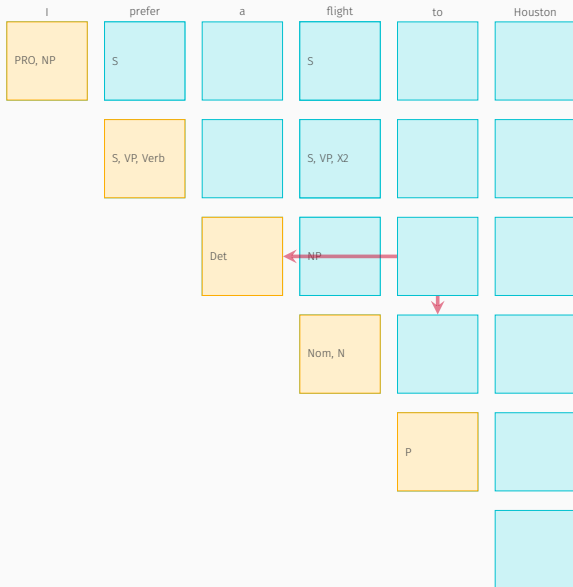 I prefer a flight to Houston
PRO, NP S S
S, VP, Verb S, VP, X2
Det NP
Nom, N
P